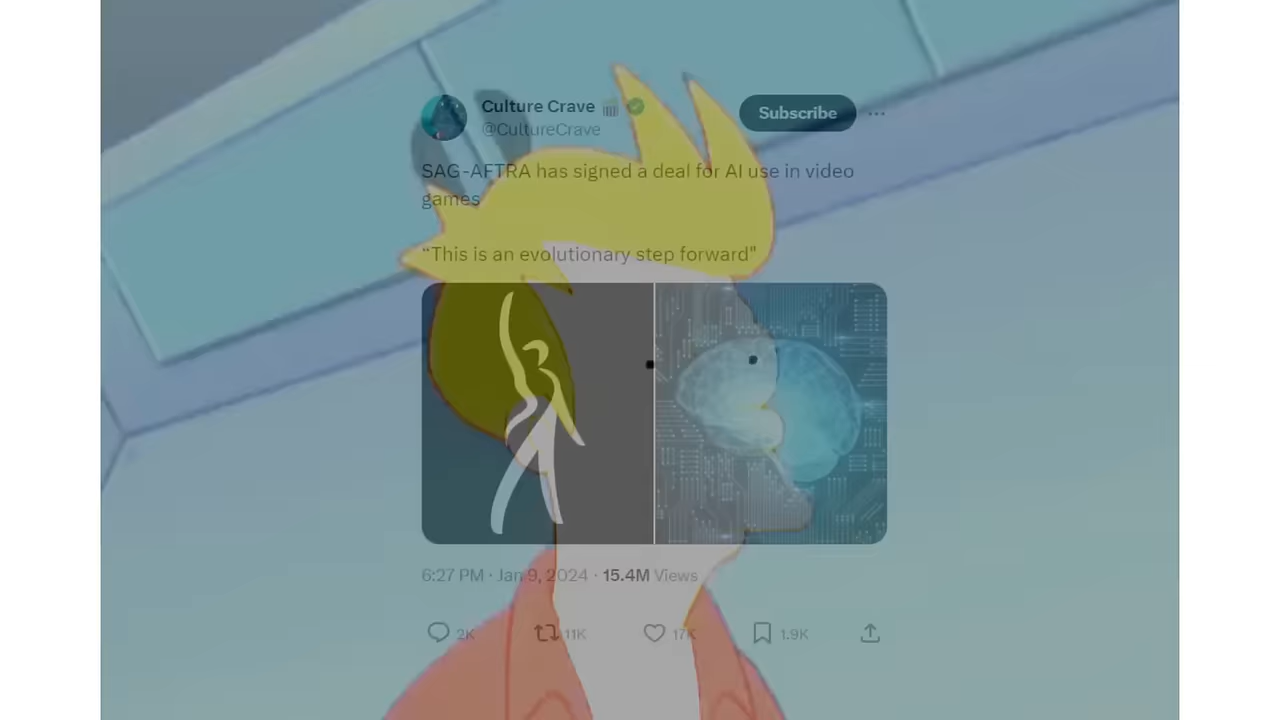 Culture Crave
Subscribe
@CultureCrave
SAG-AFTRA has signed a deal for AI use in video
games
“This is an evolutionary step forward”
6:27 PM · Jan 9, 2024 · 15.4M Views
2K 11K 17K 1.9K